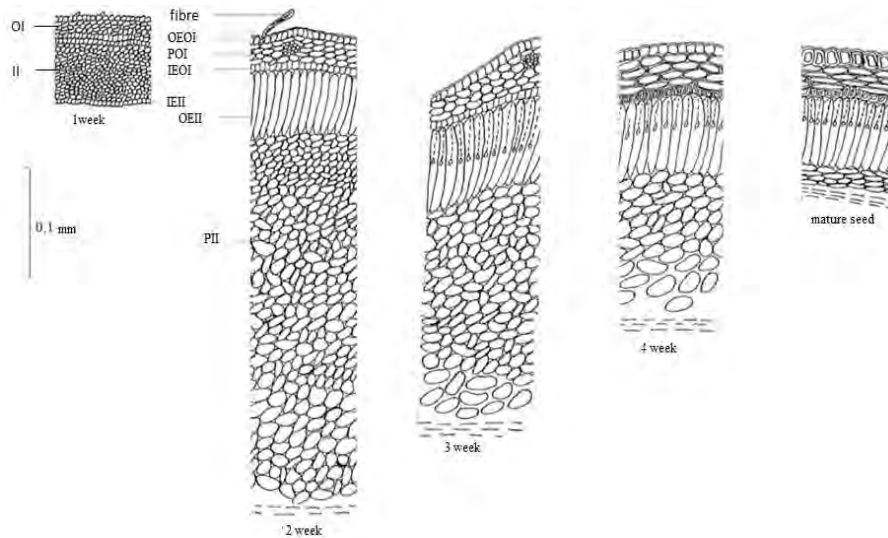 OI
II
1week
0,1 mm
fibre
OEOI
POI
IEOI
IEII
OEII
PII
2 week
3 week
4 week
mature seed